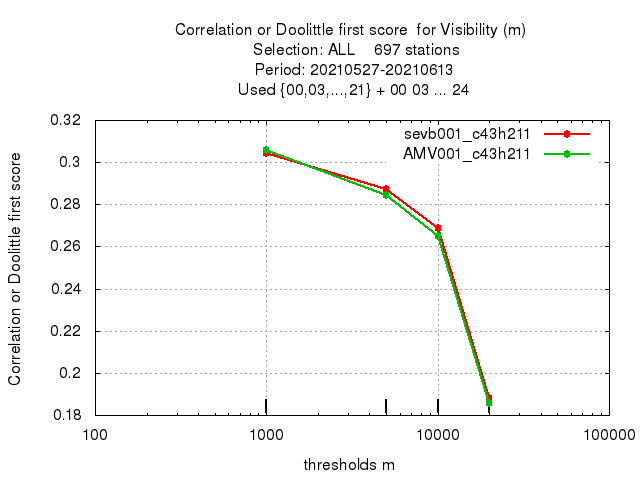 Correlation or Doolittle first score  for Visibility (m)
Selection: ALL    697 stations
Period: 20210527-20210613
Used {00,03,...,21} + 00 03 ... 24
sevb001_c43h211
AMV001_c43h211
0.32
0.3
0.28
0.26
0.24
0.22
0.2
0.18
Correlation or Doolittle first score
100 1000 10000 100000
thresholds m